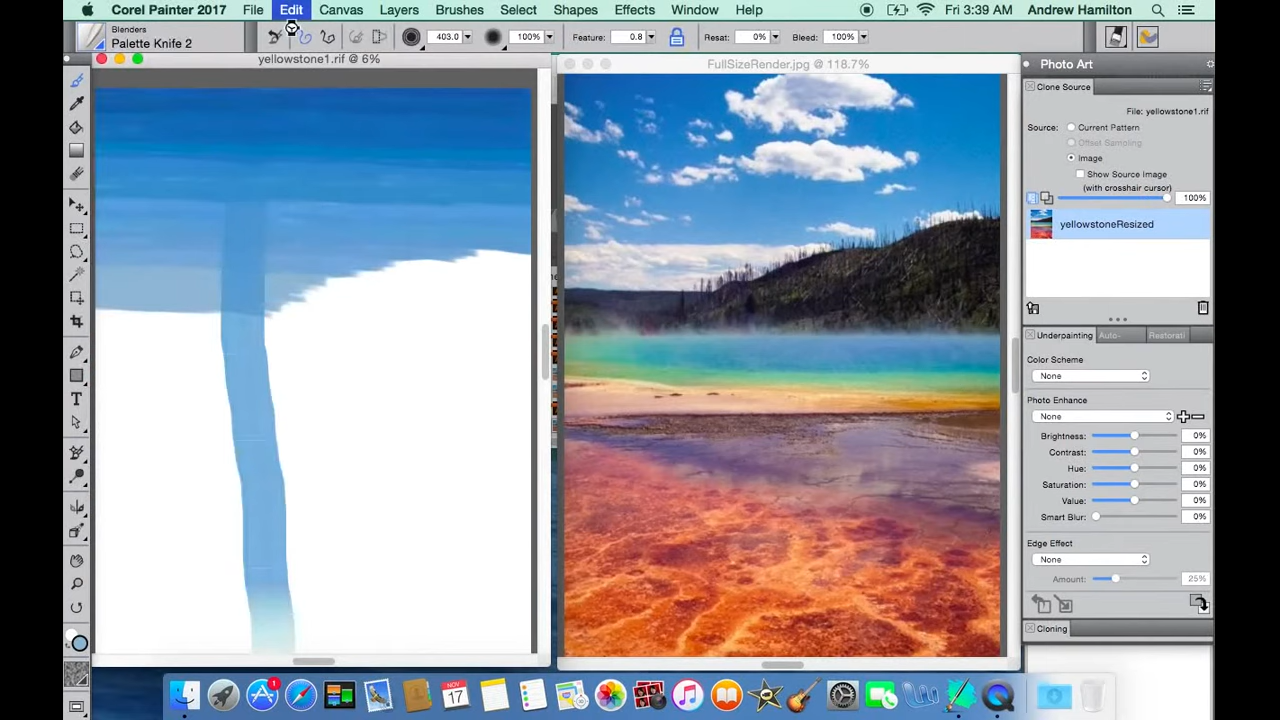 Corel Painter 2017 File Edit Canvas Layers Brushes Select Shapes Effects Window Help Fri 3:39 AM Andrew Hamilton
Blenders
Palette Knife 2
403.0
100%
Feature: 0.8
Resat: 0%
Bleed: 100%
yellowstone1.rif @ 6%
FullSizeRender.jpg @ 118.7%
Photo Art
Clone Source
File: yellowstone1.rif
Source: Current Pattern
Offset Sampling
Image
Show Source Image
(with crosshair cursor)
100%
yellowstoneResized
Underpainting Auto- Restorati
Color Scheme
None
Photo Enhance
None
Brightness: 0%
Contrast: 0%
Hue: 0%
Saturation: 0%
Value: 0%
Smart Blur: 0%
Edge Effect
None
Amount: 25%
Cloning
T
1
NOV
17